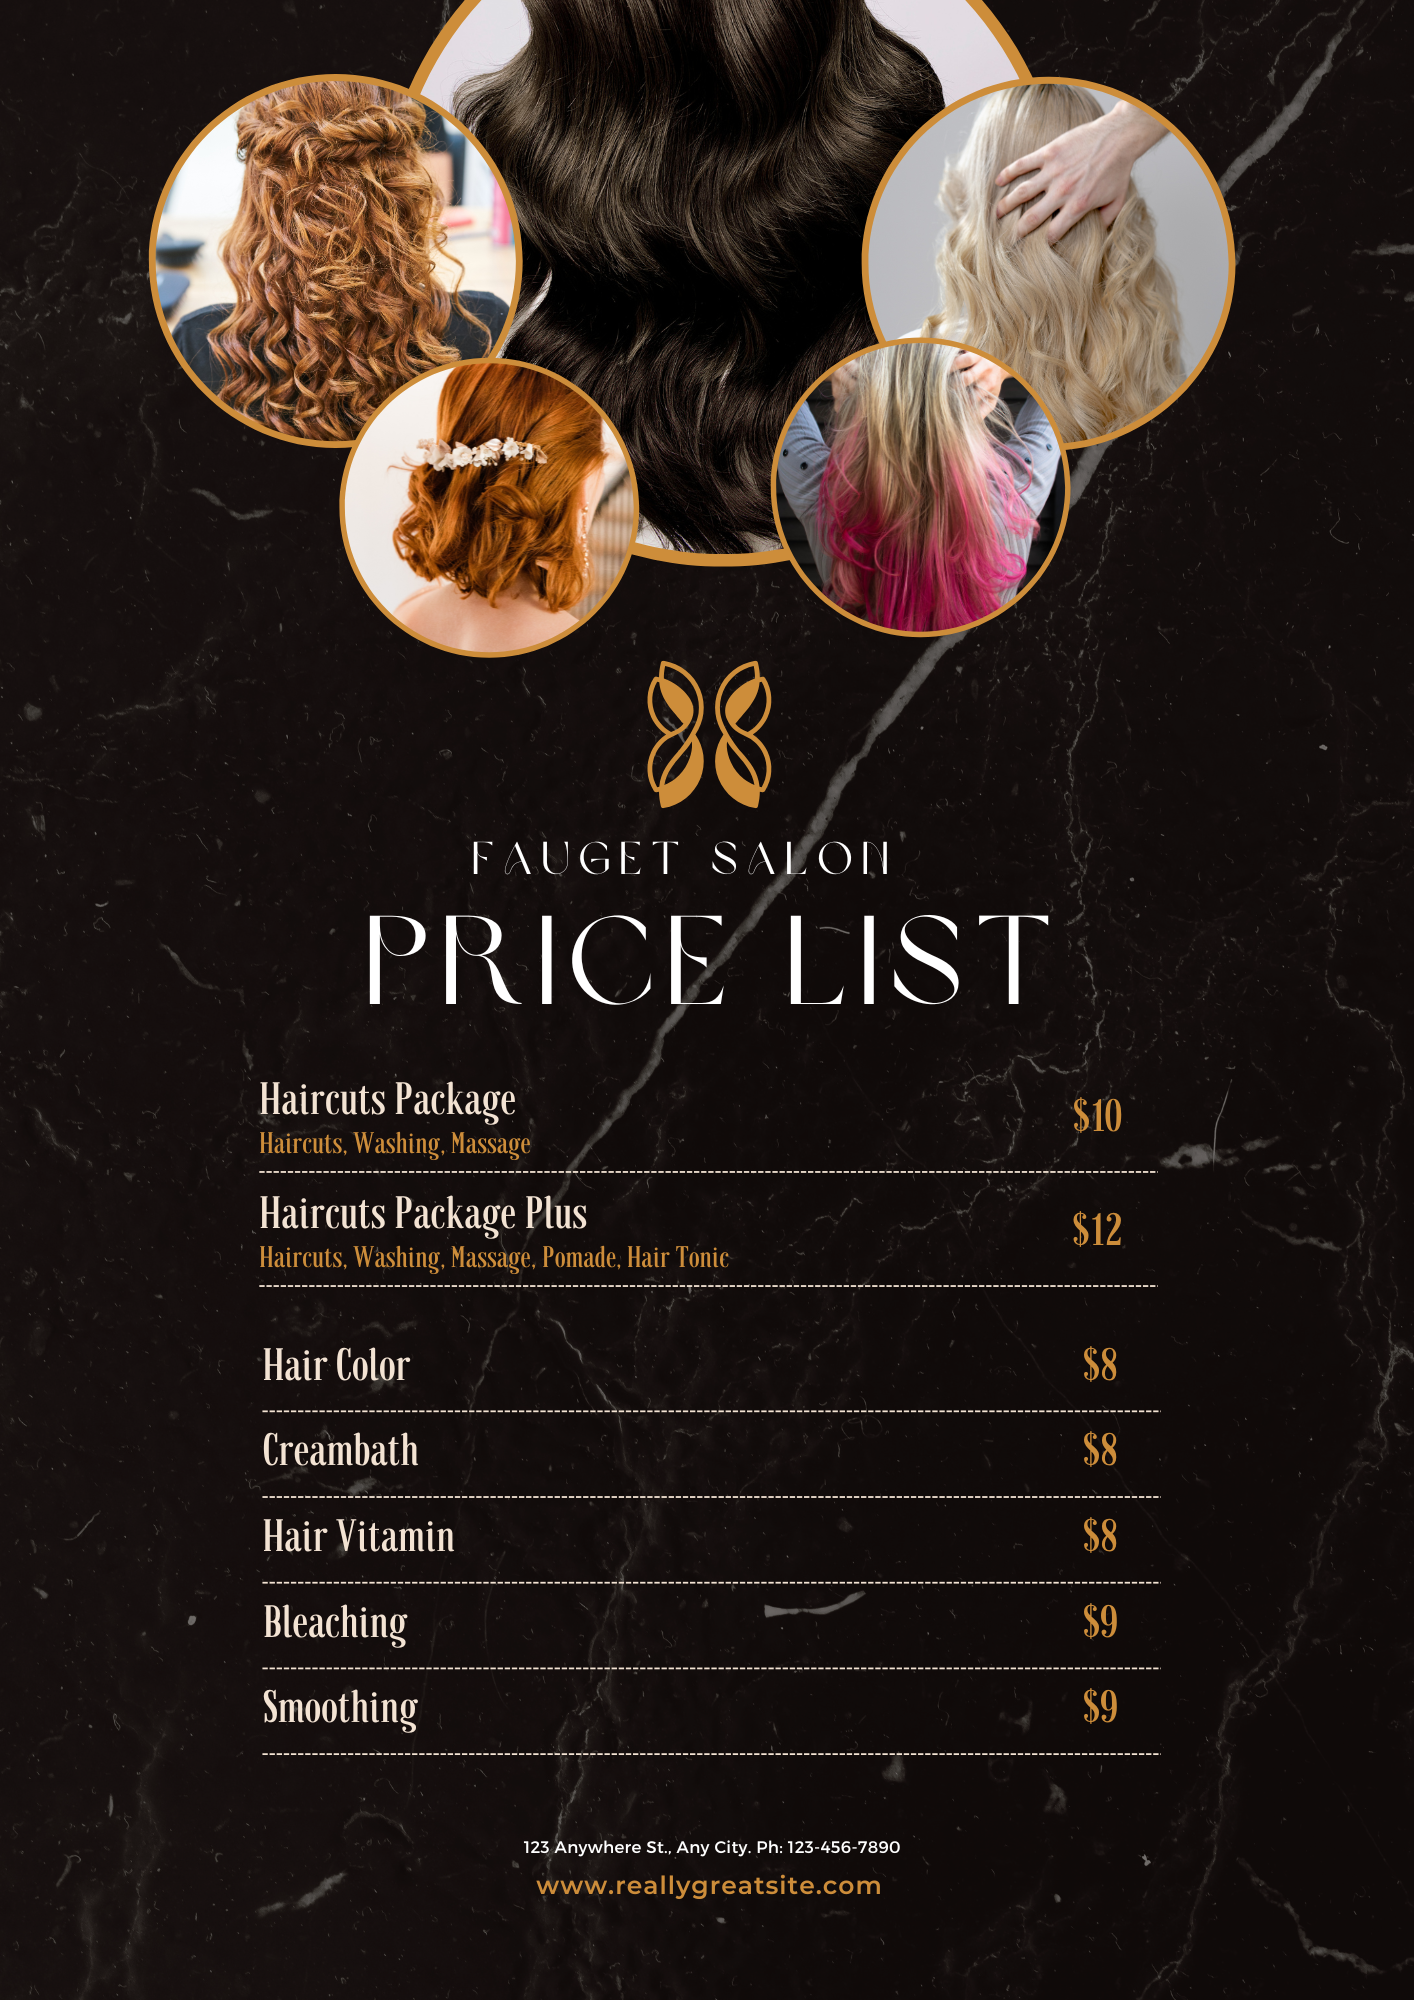 FAUGET SALON
PRICE LIST
Haircuts Package
Haircuts, Washing, Massage
$10
Haircuts Package Plus
Haircuts, Washing, Massage, Pomade, Hair Tonic
$12
Hair Color $8
Creambath $8
Hair Vitamin $8
Bleaching $9
Smoothing $9
123 Anywhere St., Any City. Ph: 123-456-7890
www.reallygreatsite.com